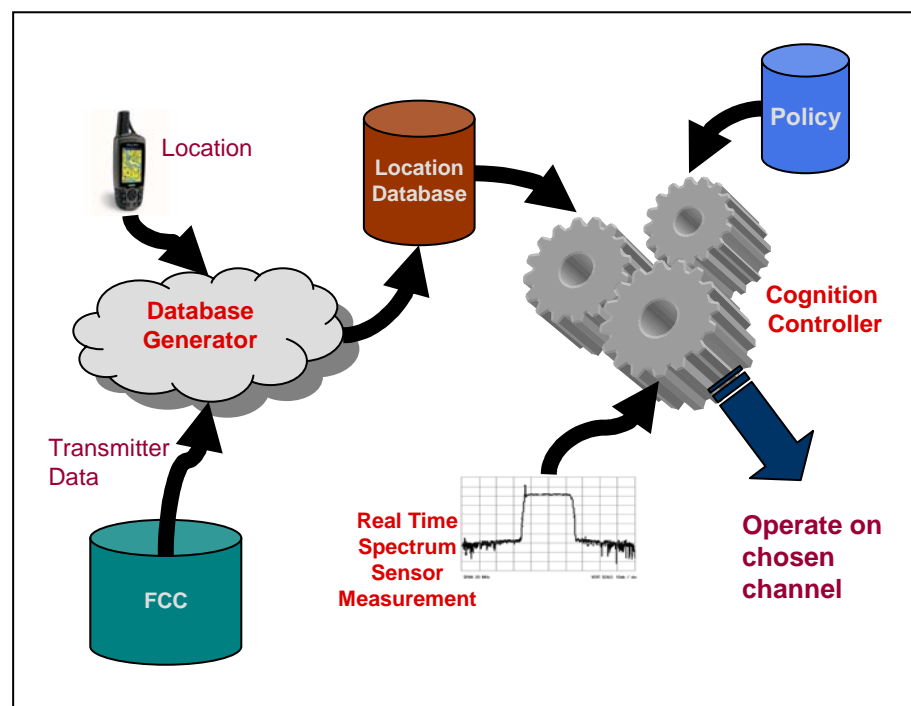 Policy
Location
Location
Database
Database
Generator
Cognition
Controller
Transmitter
Data
Real Time
Spectrum
Sensor
Measurement
Operate on
chosen
channel
FCC